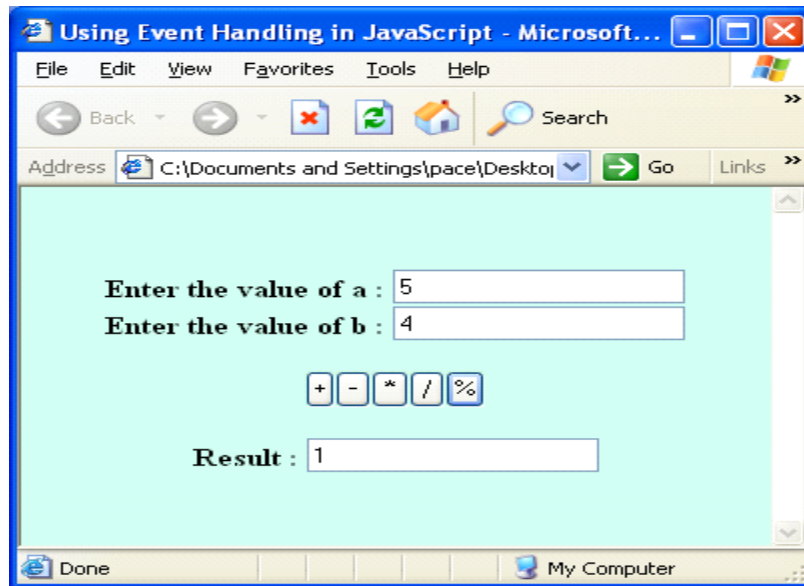 Using Event Handling in JavaScript - Microsoft...
File Edit View Favorites Tools Help
Back Search »
Address C:\Documents and Settings\pace\Desktop Go Links »
Enter the value of a : 5
Enter the value of b : 4
+ - * / %
Result : 1
Done My Computer